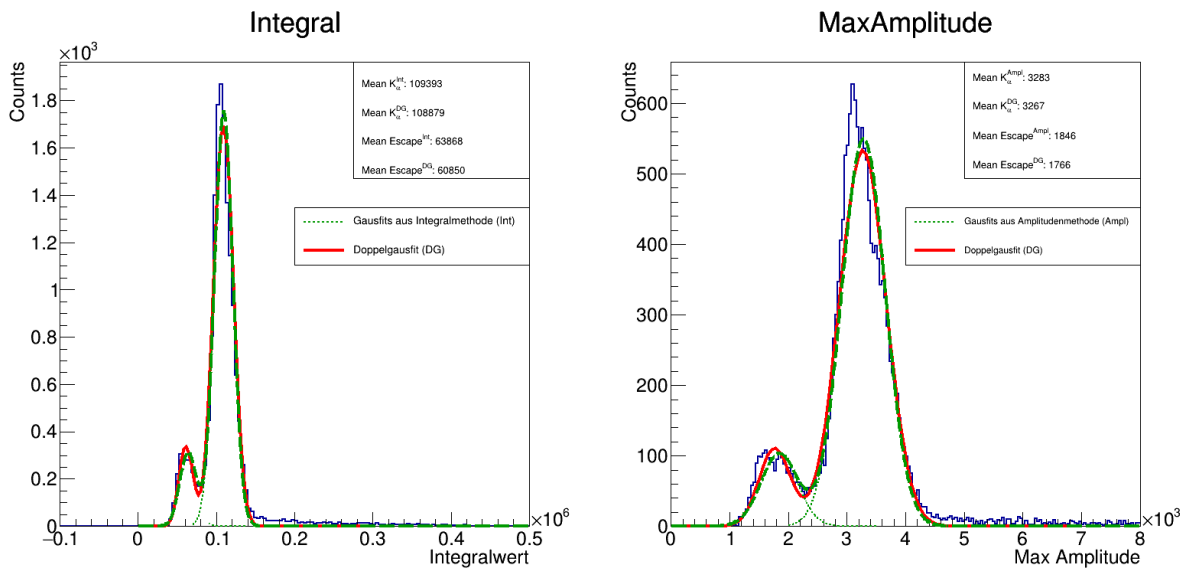 Integral
×10³
Counts
1.8
1.6
1.4
1.2
1
0.8
0.6
0.4
0.2
0
−0.1
0
0.1
0.2
0.3
0.4
0.5
×10⁶
Integralwert
Mean K_α^Int: 109393
Mean K_α^DG: 108879
Mean Escape^Int: 63868
Mean Escape^DG: 60850
Gausfits aus Integralmethode (Int)
Doppelgausfit (DG)
MaxAmplitude
Counts
600
500
400
300
200
100
0
0
1
2
3
4
5
6
7
8
×10³
Max Amplitude
Mean K_α^Ampl: 3283
Mean K_α^DG: 3267
Mean Escape^Ampl: 1846
Mean Escape^DG: 1766
Gausfits aus Amplitudenmethode (Ampl)
Doppelgausfit (DG)